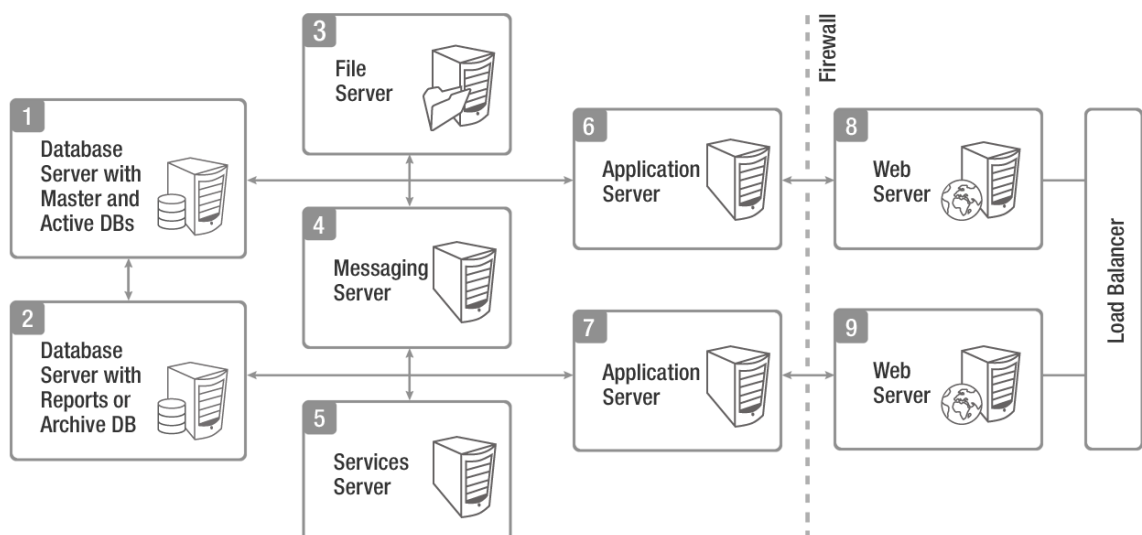 1
Database
Server with
Master and
Active DBs
2
Database
Server with
Reports or
Archive DB
3
File
Server
4
Messaging
Server
5
Services
Server
6
Application
Server
7
Application
Server
Firewall
8
Web
Server
9
Web
Server
Load Balancer